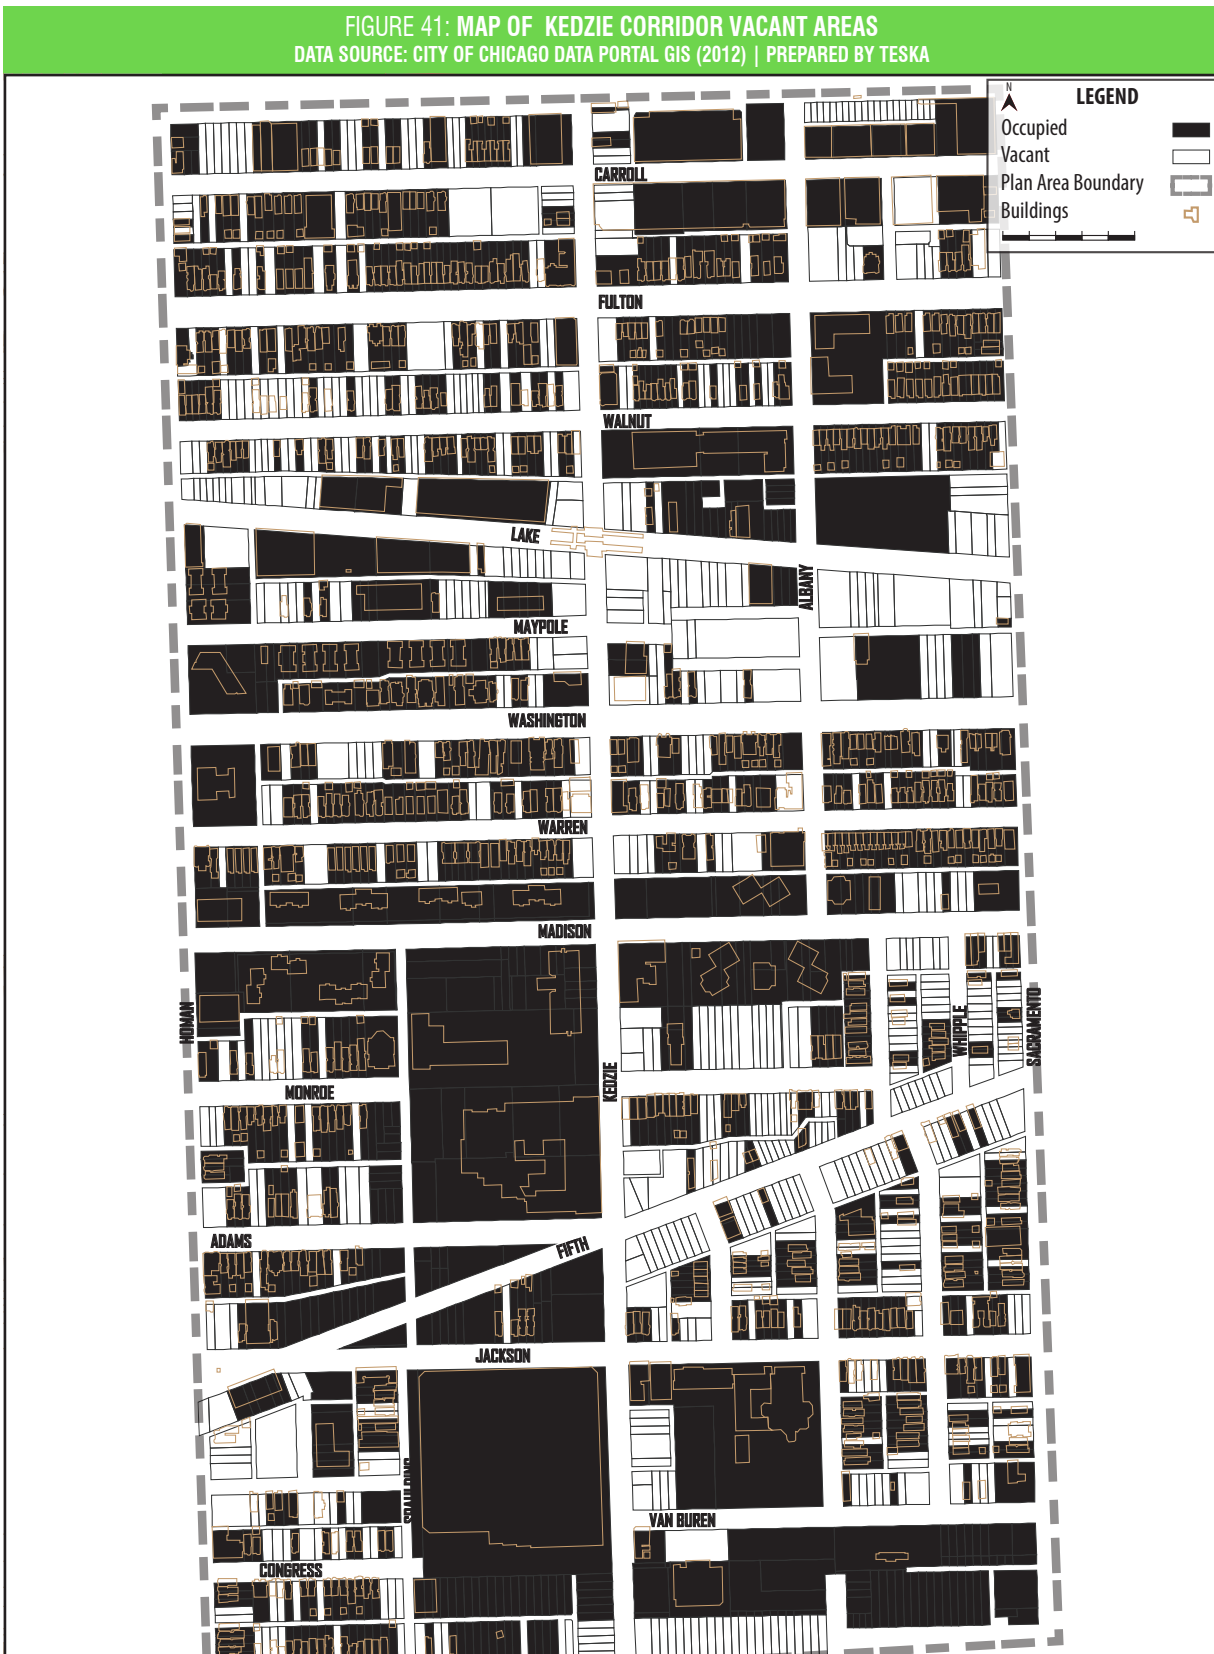 FIGURE 41: MAP OF KEDZIE CORRIDOR VACANT AREAS
DATA SOURCE: CITY OF CHICAGO DATA PORTAL GIS (2012) | PREPARED BY TESKA
N
LEGEND
Occupied
Vacant
Plan Area Boundary
Buildings
CARROLL
FULTON
WALNUT
LAKE
ALBANY
MAYPOLE
WASHINGTON
WARREN
MADISON
HOMAN
WHIPPLE
SACRAMENTO
KEDZIE
MONROE
ADAMS
FIFTH
JACKSON
SPAULDING
VAN BUREN
CONGRESS